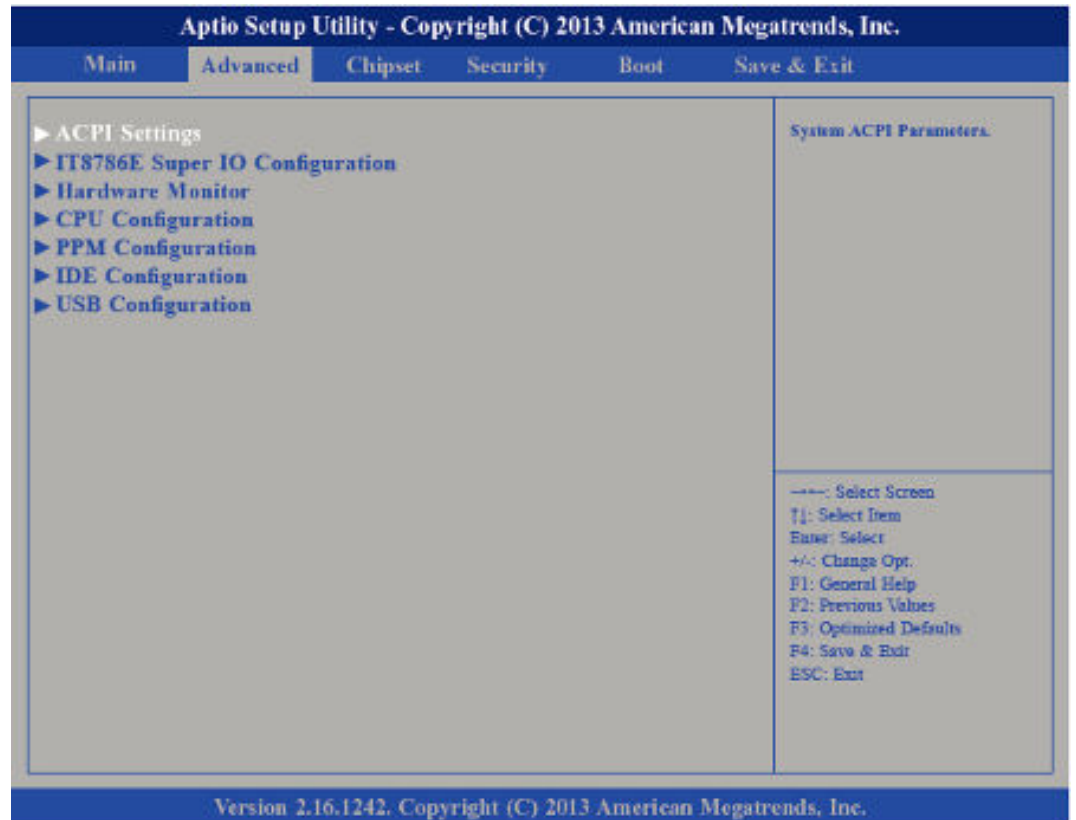 Aptio Setup Utility - Copyright (C) 2013 American Megatrends, Inc.
Main Advanced Chipset Security Boot Save & Exit
► ACPI Settings
► IT8786E Super IO Configuration
► Hardware Monitor
► CPU Configuration
► PPM Configuration
► IDE Configuration
► USB Configuration
System ACPI Parameters.
→←: Select Screen
↑↓: Select Item
Enter: Select
+/-: Change Opt.
F1: General Help
F2: Previous Values
F3: Optimized Defaults
F4: Save & Exit
ESC: Exit
Version 2.16.1242. Copyright (C) 2013 American Megatrends, Inc.